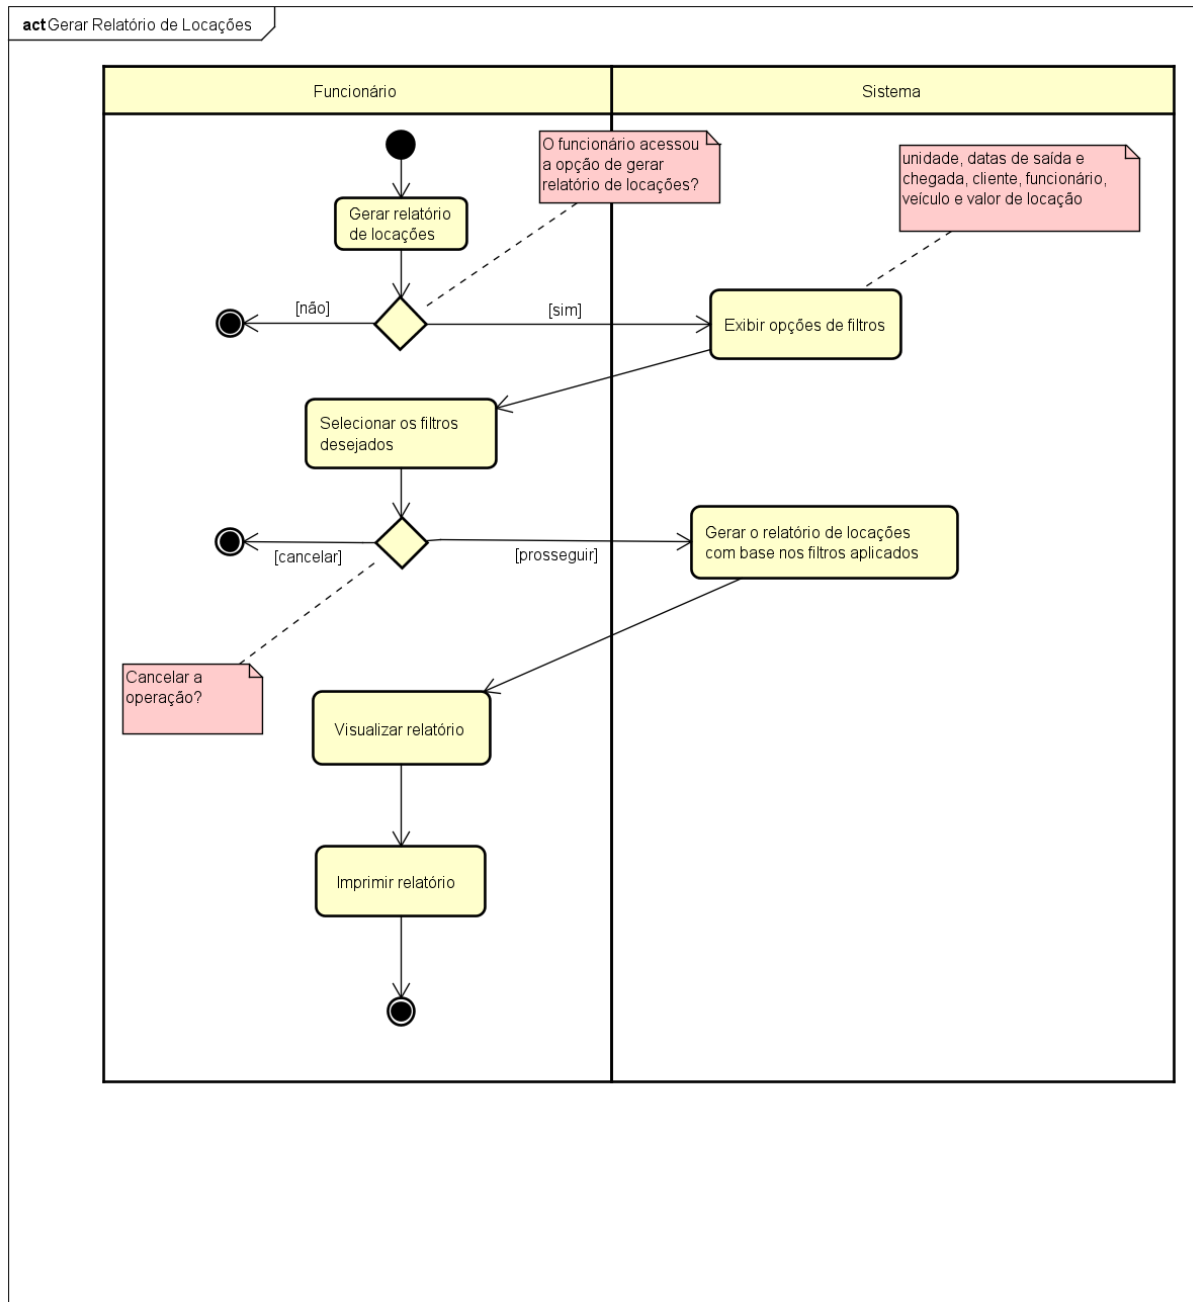 act Gerar Relatório de Locações
Funcionário
Sistema
O funcionário acessou
a opção de gerar
relatório de locações?
unidade, datas de saída e
chegada, cliente, funcionário,
veículo e valor de locação
Gerar relatório
de locações
[não]
[sim]
Exibir opções de filtros
Selecionar os filtros
desejados
[cancelar]
[prosseguir]
Gerar o relatório de locações
com base nos filtros aplicados
Cancelar a
operação?
Visualizar relatório
Imprimir relatório